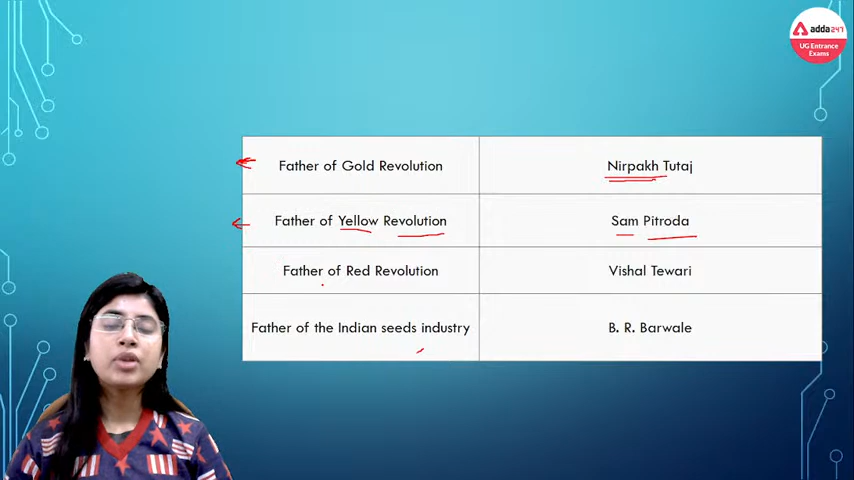 adda247
UG Entrance
Exams
Father of Gold Revolution
Nirpakh Tutaj
Father of Yellow Revolution
Sam Pitroda
Father of Red Revolution
Vishal Tewari
Father of the Indian seeds industry
B. R. Barwale